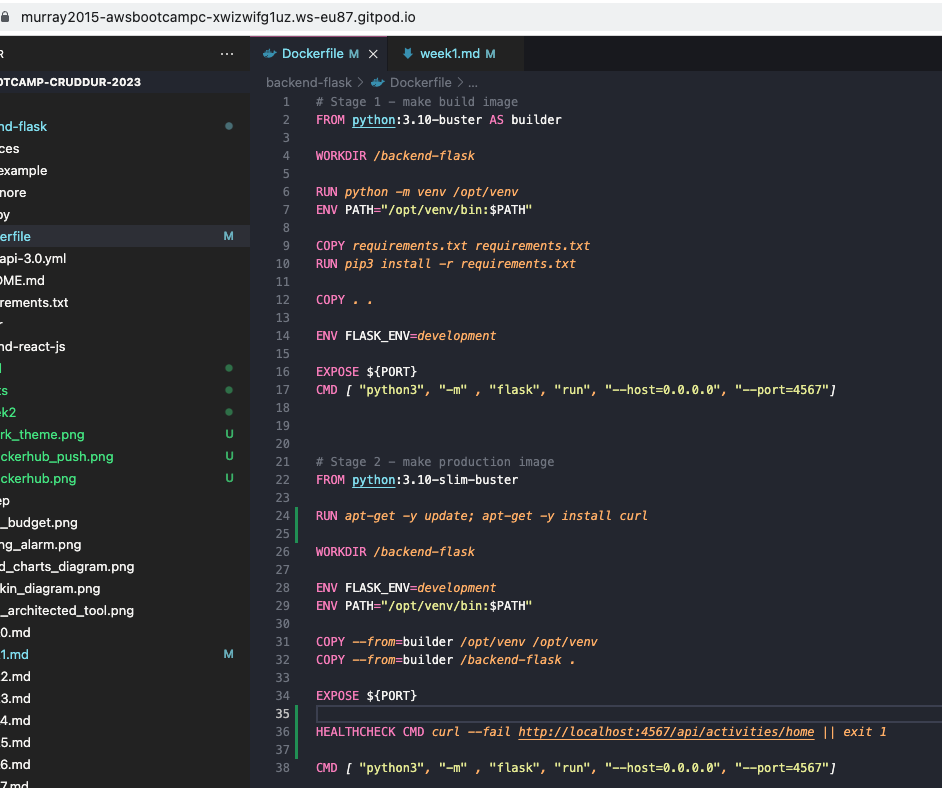 murray2015-awsbootcampc-xwizwifg1uz.ws-eu87.gitpod.io
R ...
Dockerfile M
week1.md M
OTCAMP-CRUDDUR-2023
backend-flask > Dockerfile > ...
nd-flask
ces
example
nore
py
erfile M
api-3.0.yml
OME.md
rements.txt
r
nd-react-js
d
ts
ek2
rk_theme.png U
ckerhub_push.png U
ckerhub.png U
ep
_budget.png
ng_alarm.png
d_charts_diagram.png
kin_diagram.png
_architected_tool.png
0.md
1.md M
2.md
3.md
4.md
5.md
6.md
7.md
1 # Stage 1 - make build image
2 FROM python:3.10-buster AS builder
3
4 WORKDIR /backend-flask
5
6 RUN python -m venv /opt/venv
7 ENV PATH="/opt/venv/bin:$PATH"
8
9 COPY requirements.txt requirements.txt
10 RUN pip3 install -r requirements.txt
11
12 COPY . .
13
14 ENV FLASK_ENV=development
15
16 EXPOSE ${PORT}
17 CMD [ "python3", "-m" , "flask", "run", "--host=0.0.0.0", "--port=4567"]
18
19
20
21 # Stage 2 - make production image
22 FROM python:3.10-slim-buster
23
24 RUN apt-get -y update; apt-get -y install curl
25
26 WORKDIR /backend-flask
27
28 ENV FLASK_ENV=development
29 ENV PATH="/opt/venv/bin:$PATH"
30
31 COPY --from=builder /opt/venv /opt/venv
32 COPY --from=builder /backend-flask .
33
34 EXPOSE ${PORT}
35
36 HEALTHCHECK CMD curl --fail http://localhost:4567/api/activities/home || exit 1
37
38 CMD [ "python3", "-m" , "flask", "run", "--host=0.0.0.0", "--port=4567"]